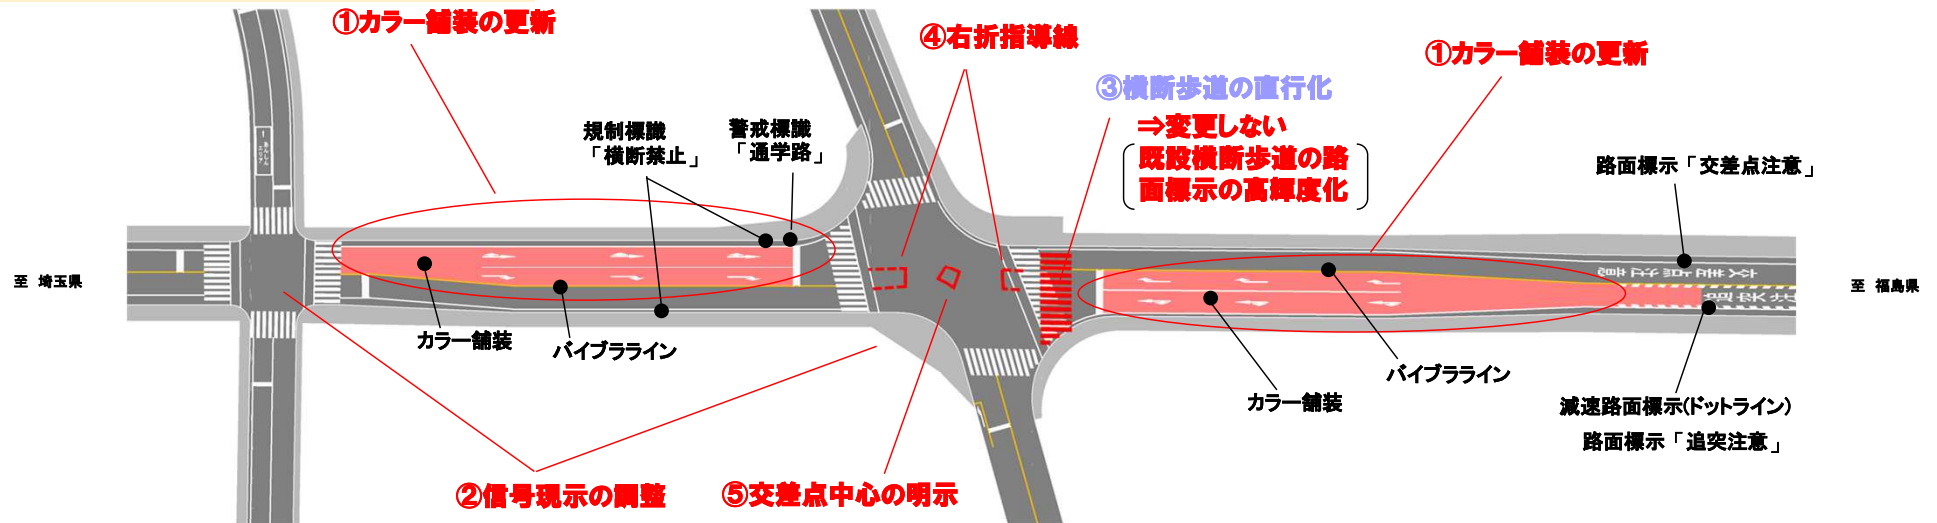 ①カラー舗装の更新
④右折指導線
①カラー舗装の更新
③横断歩道の直行化
⇒変更しない
既設横断歩道の路
面標示の高輝度化
規制標識
「横断禁止」
警戒標識
「通学路」
路面標示「交差点注意」
至 埼玉県
至 福島県
カラー舗装
バイブラライン
バイブラライン
カラー舗装
減速路面標示(ドットライン)
路面標示「追突注意」
②信号現示の調整
⑤交差点中心の明示